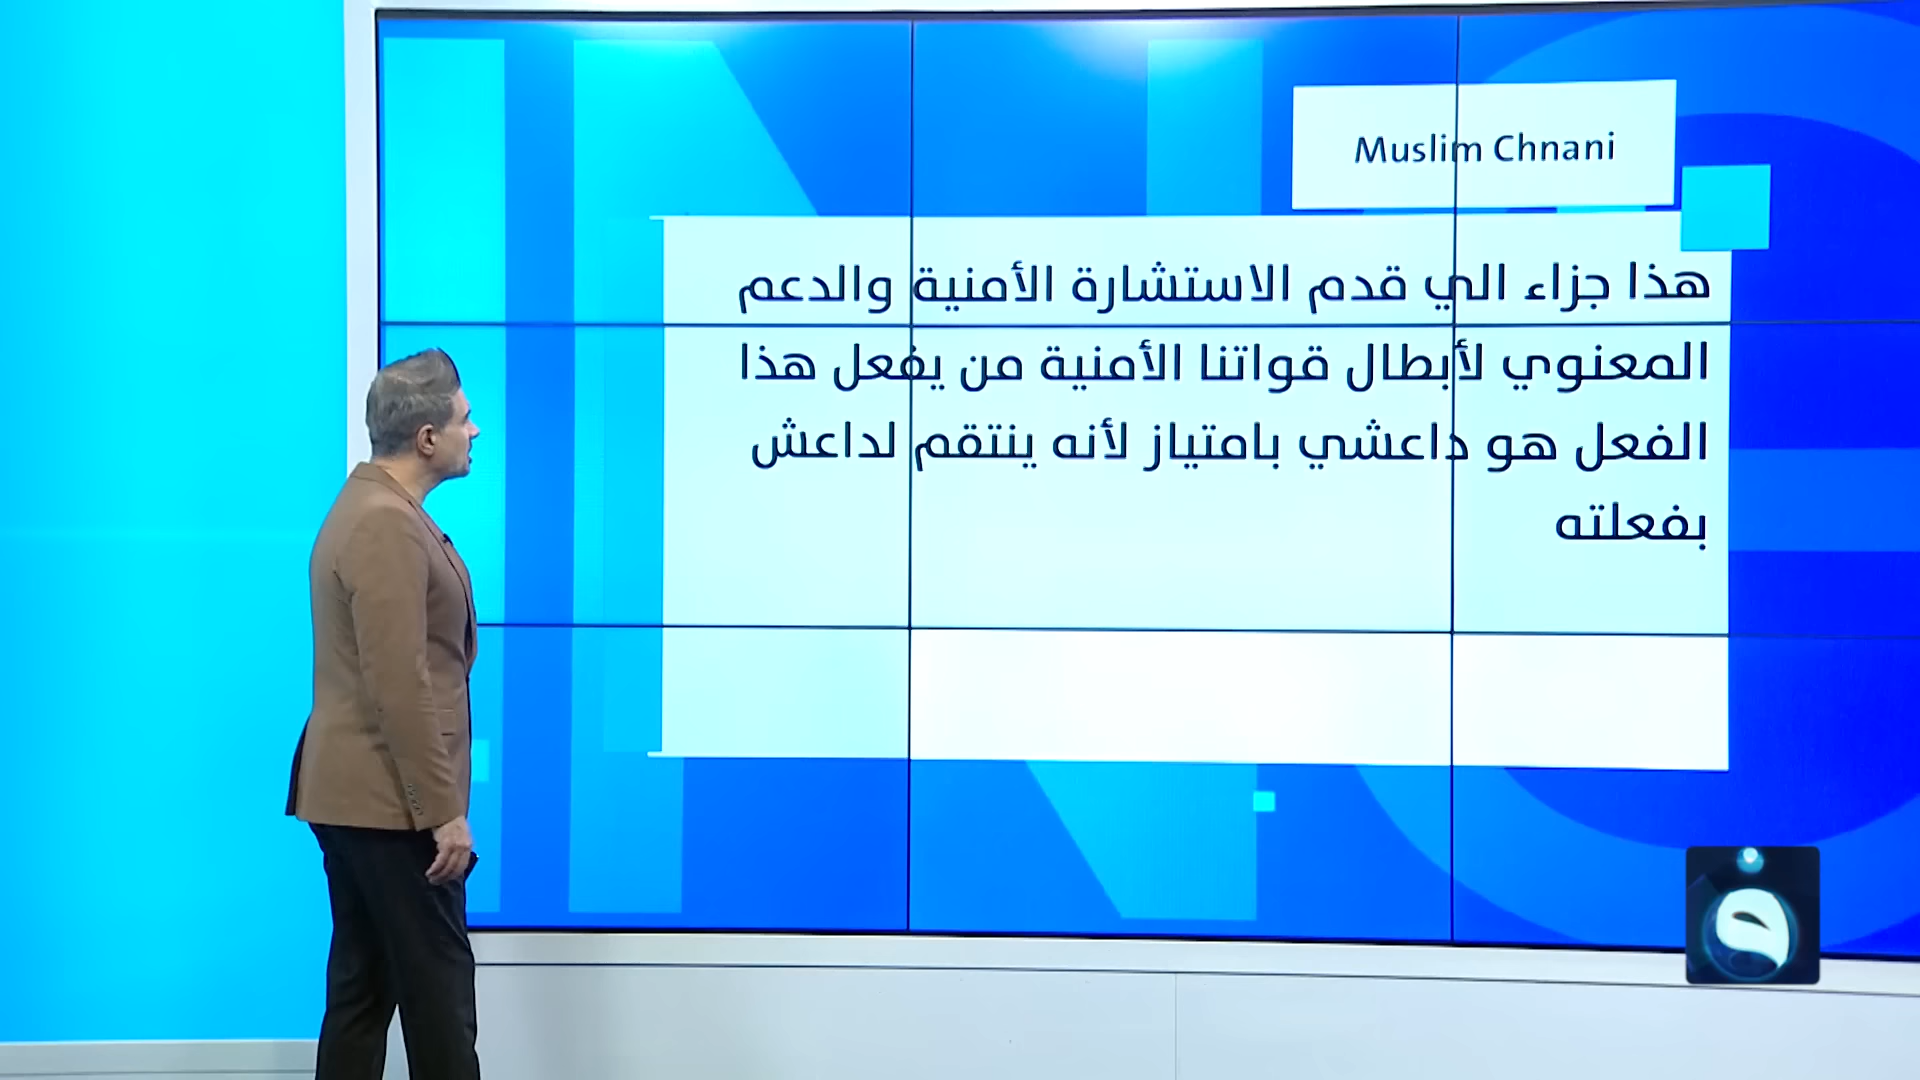 Muslim Chnani
هذا جزاء الي قدم الاستشارة الأمنية والدعم
المعنوي لأبطال قواتنا الأمنية من يفعل هذا
الفعل هو داعشي بامتياز لأنه ينتقم لداعش
بفعلته